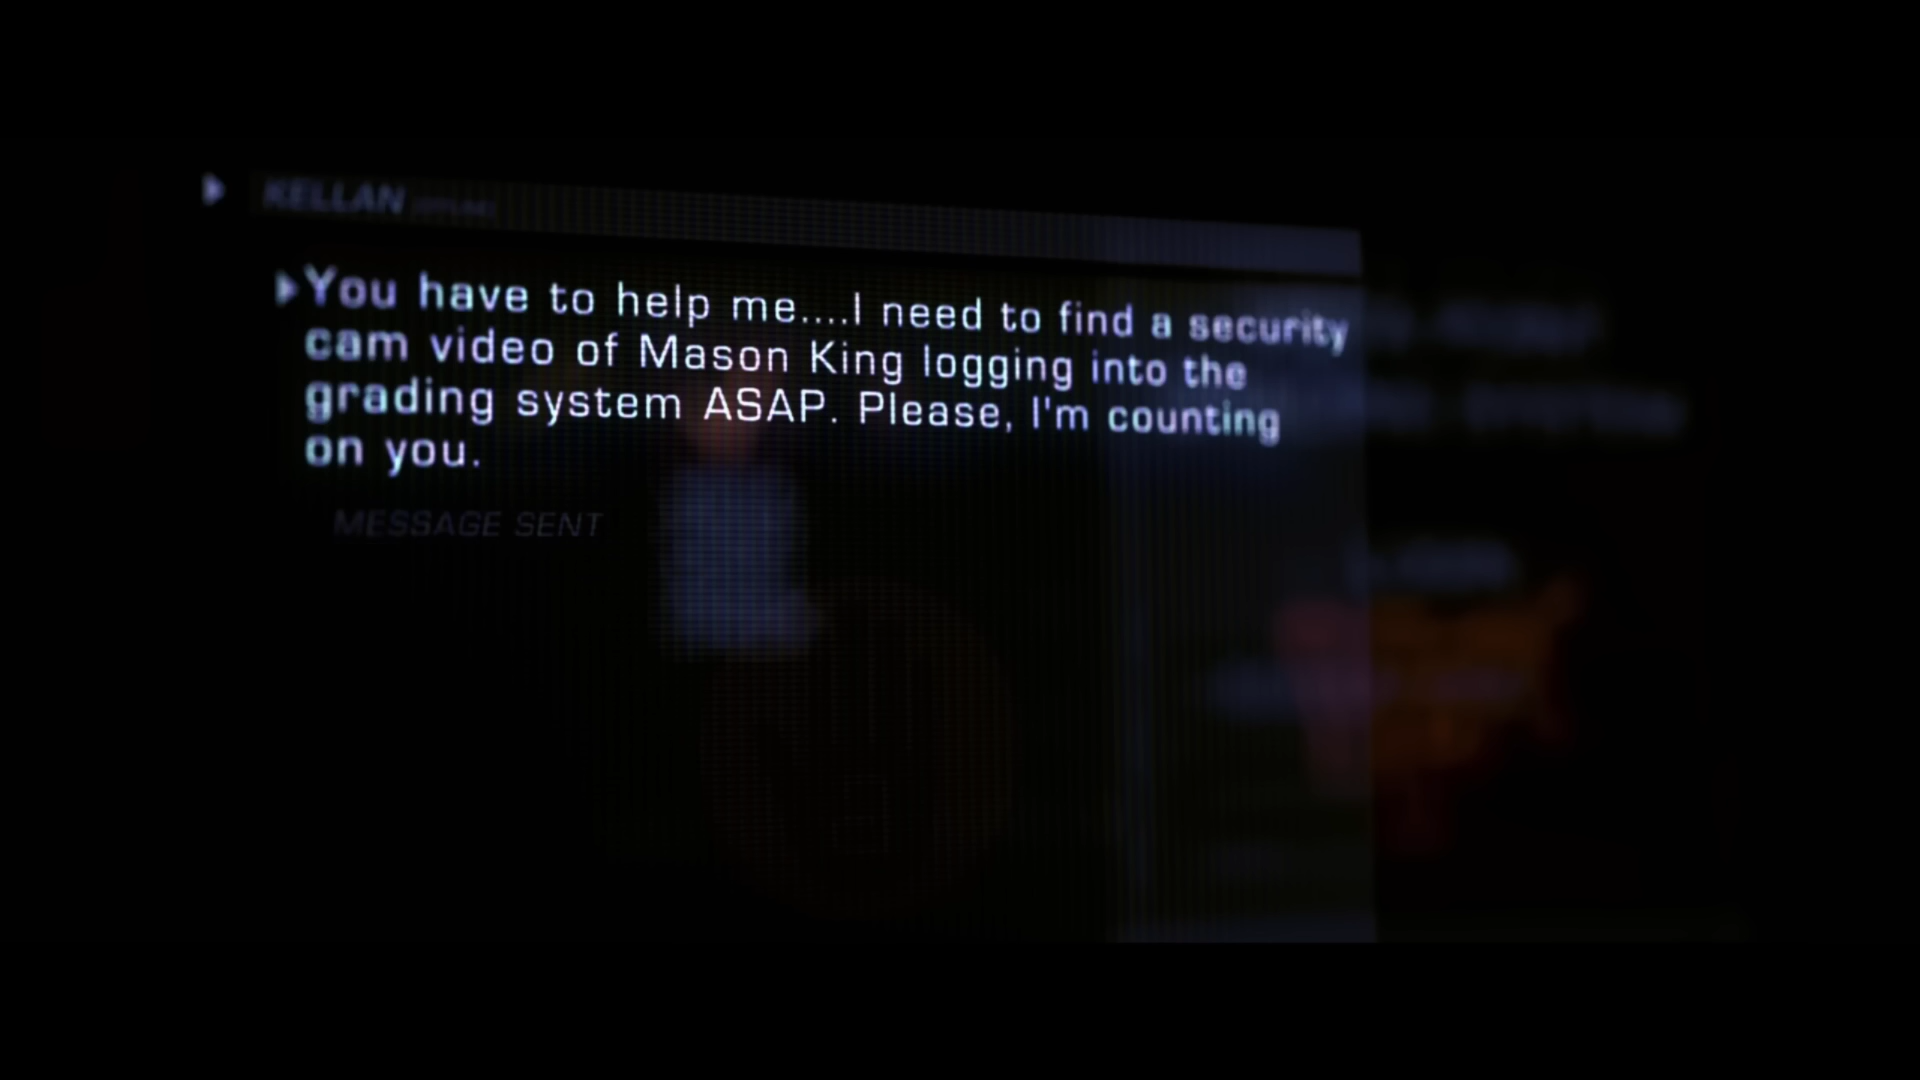 KELLAN
You have to help me....I need to find a security
cam video of Mason King logging into the
grading system ASAP. Please, I'm counting
on you.
MESSAGE SENT